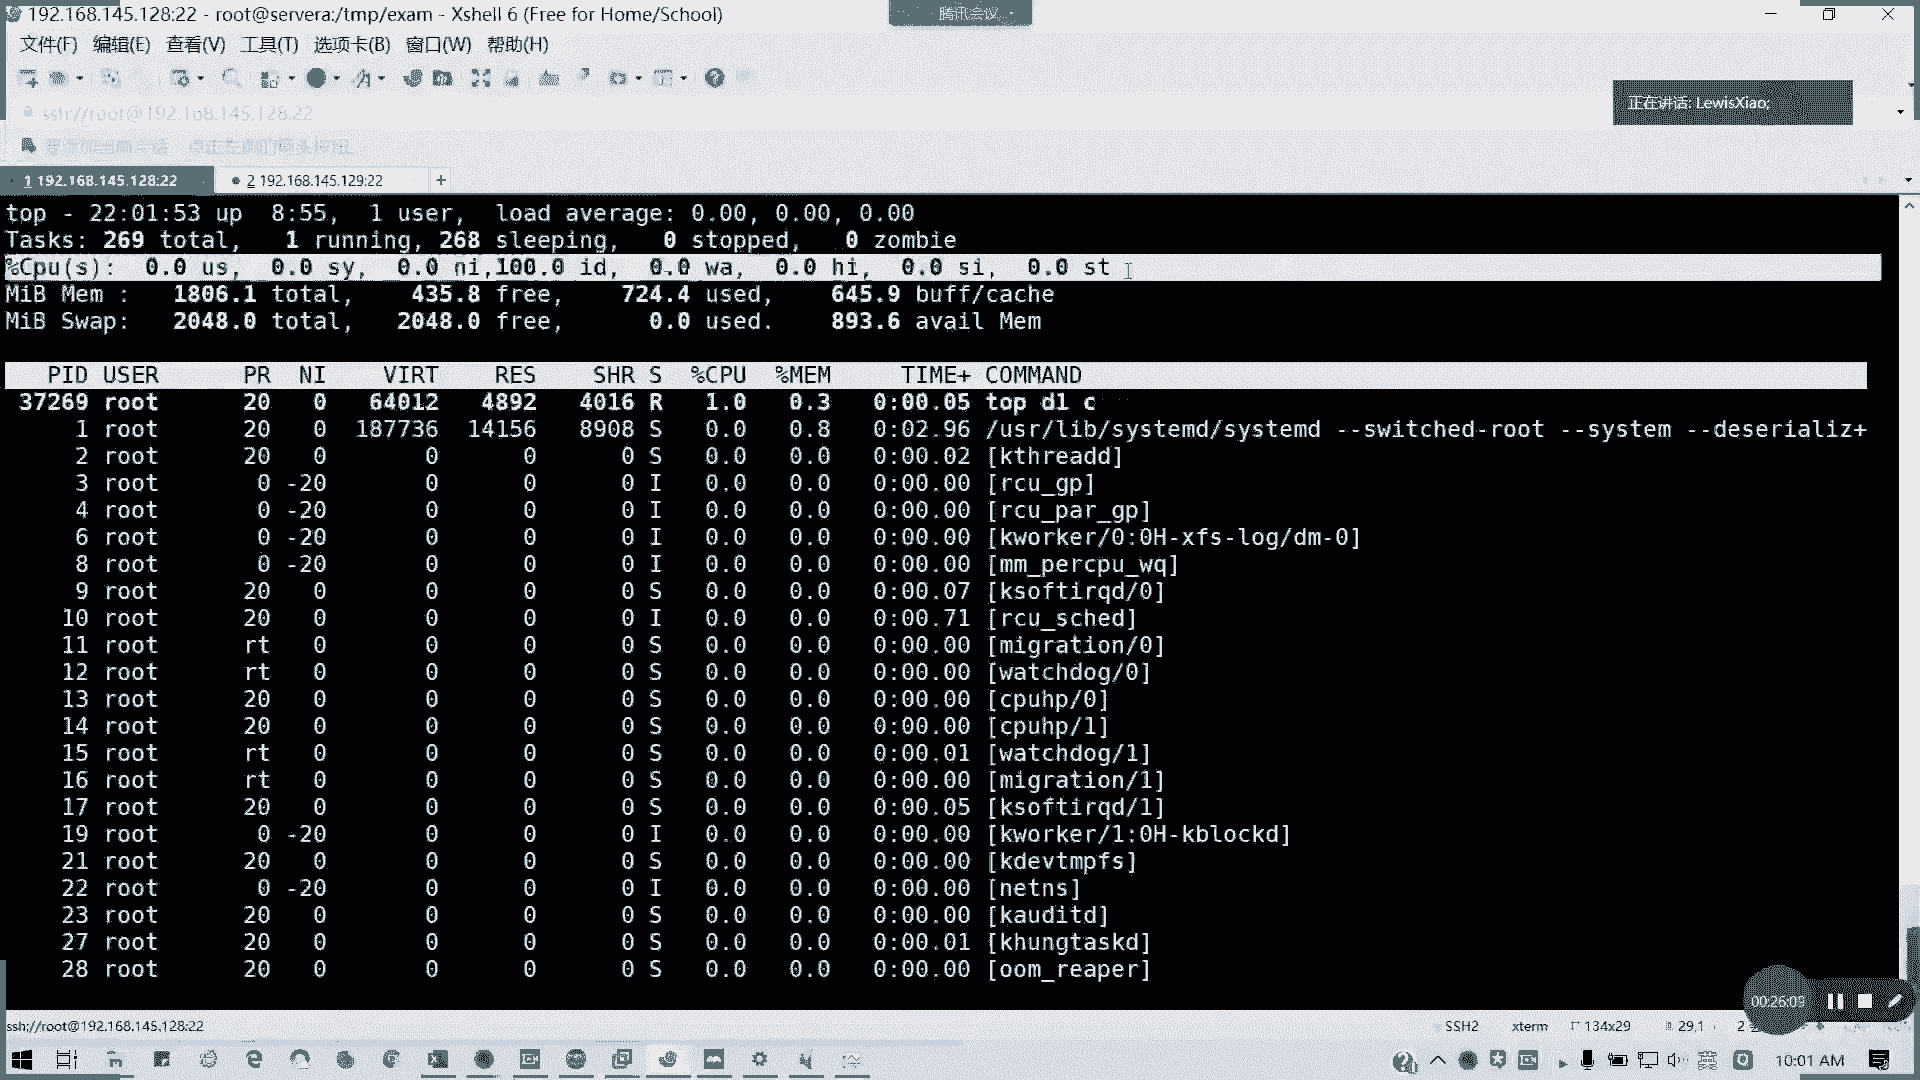 192.168.145.128:22 - root@servera:/tmp/exam - Xshell 6 (Free for Home/School)
腾讯会议
文件(F) 编辑(E) 查看(V) 工具(T) 选项卡(B) 窗口(W) 帮助(H)
正在讲话: LewisXiao;
ssh://root@192.168.145.128:22
1 192.168.145.128:22 2 192.168.145.129:22 +
top - 22:01:53 up 8:55, 1 user, load average: 0.00, 0.00, 0.00
Tasks: 269 total, 1 running, 268 sleeping, 0 stopped, 0 zombie
%Cpu(s): 0.0 us, 0.0 sy, 0.0 ni,100.0 id, 0.0 wa, 0.0 hi, 0.0 si, 0.0 st
MiB Mem : 1806.1 total, 435.8 free, 724.4 used, 645.9 buff/cache
MiB Swap: 2048.0 total, 2048.0 free, 0.0 used. 893.6 avail Mem
PID USER PR NI VIRT RES SHR S %CPU %MEM TIME+ COMMAND
37269 root 20 0 64012 4892 4016 R 1.0 0.3 0:00.05 top d1 c
1 root 20 0 187736 14156 8908 S 0.0 0.8 0:02.96 /usr/lib/systemd/systemd --switched-root --system --deserializ+
2 root 20 0 0 0 0 S 0.0 0.0 0:00.02 [kthreadd]
3 root 0 -20 0 0 0 I 0.0 0.0 0:00.00 [rcu_gp]
4 root 0 -20 0 0 0 I 0.0 0.0 0:00.00 [rcu_par_gp]
6 root 0 -20 0 0 0 I 0.0 0.0 0:00.00 [kworker/0:0H-xfs-log/dm-0]
8 root 0 -20 0 0 0 I 0.0 0.0 0:00.00 [mm_percpu_wq]
9 root 20 0 0 0 0 S 0.0 0.0 0:00.07 [ksoftirqd/0]
10 root 20 0 0 0 0 I 0.0 0.0 0:00.71 [rcu_sched]
11 root rt 0 0 0 0 S 0.0 0.0 0:00.00 [migration/0]
12 root rt 0 0 0 0 S 0.0 0.0 0:00.00 [watchdog/0]
13 root 20 0 0 0 0 S 0.0 0.0 0:00.00 [cpuhp/0]
14 root 20 0 0 0 0 S 0.0 0.0 0:00.00 [cpuhp/1]
15 root rt 0 0 0 0 S 0.0 0.0 0:00.01 [watchdog/1]
16 root rt 0 0 0 0 S 0.0 0.0 0:00.00 [migration/1]
17 root 20 0 0 0 0 S 0.0 0.0 0:00.05 [ksoftirqd/1]
19 root 0 -20 0 0 0 I 0.0 0.0 0:00.00 [kworker/1:0H-kblockd]
21 root 20 0 0 0 0 S 0.0 0.0 0:00.00 [kdevtmpfs]
22 root 0 -20 0 0 0 I 0.0 0.0 0:00.00 [netns]
23 root 20 0 0 0 0 S 0.0 0.0 0:00.00 [kauditd]
27 root 20 0 0 0 0 S 0.0 0.0 0:00.01 [khungtaskd]
28 root 20 0 0 0 0 S 0.0 0.0 0:00.00 [oom_reaper]
00:26:09
ssh://root@192.168.145.128:22 SSH2 xterm 134x29 29,1 2
英 10:01 AM